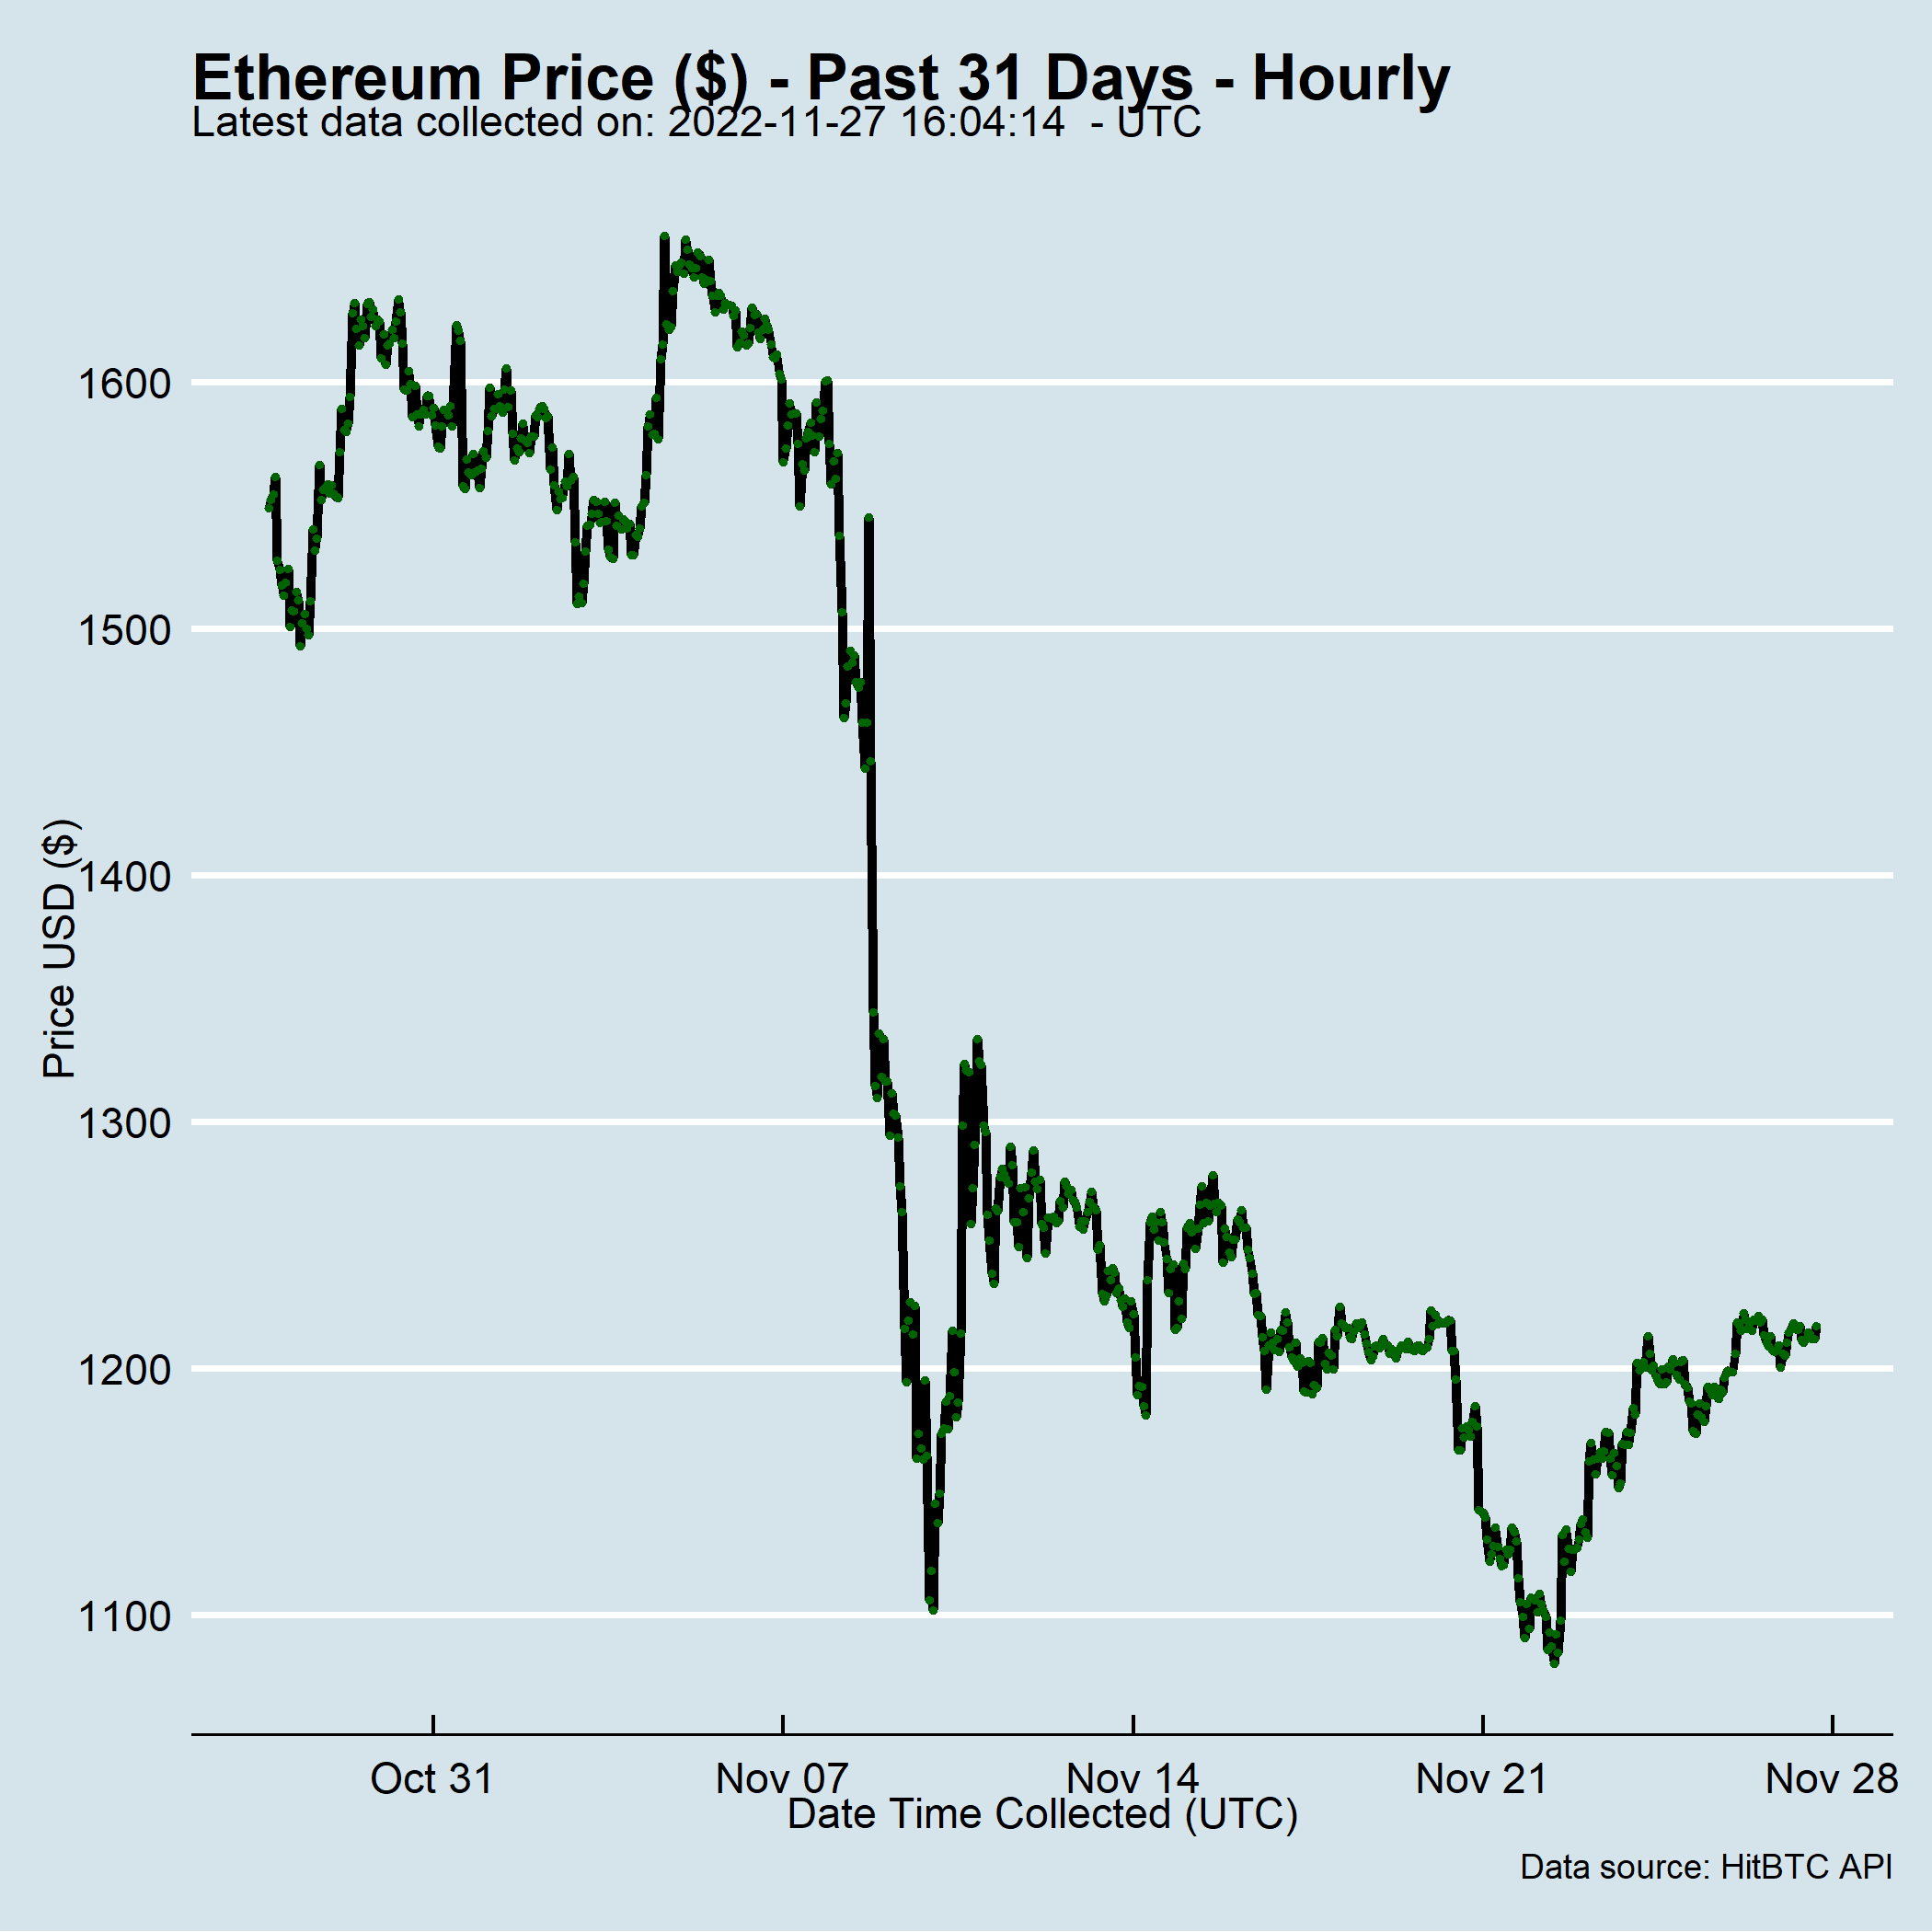 Ethereum Price ($) - Past 31 Days - Hourly
Latest data collected on: 2022-11-27 16:04:14  - UTC
Price USD ($)
1600
1500
1400
1300
1200
1100
Oct 31
Nov 07
Nov 14
Nov 21
Nov 28
Date Time Collected (UTC)
Data source: HitBTC API